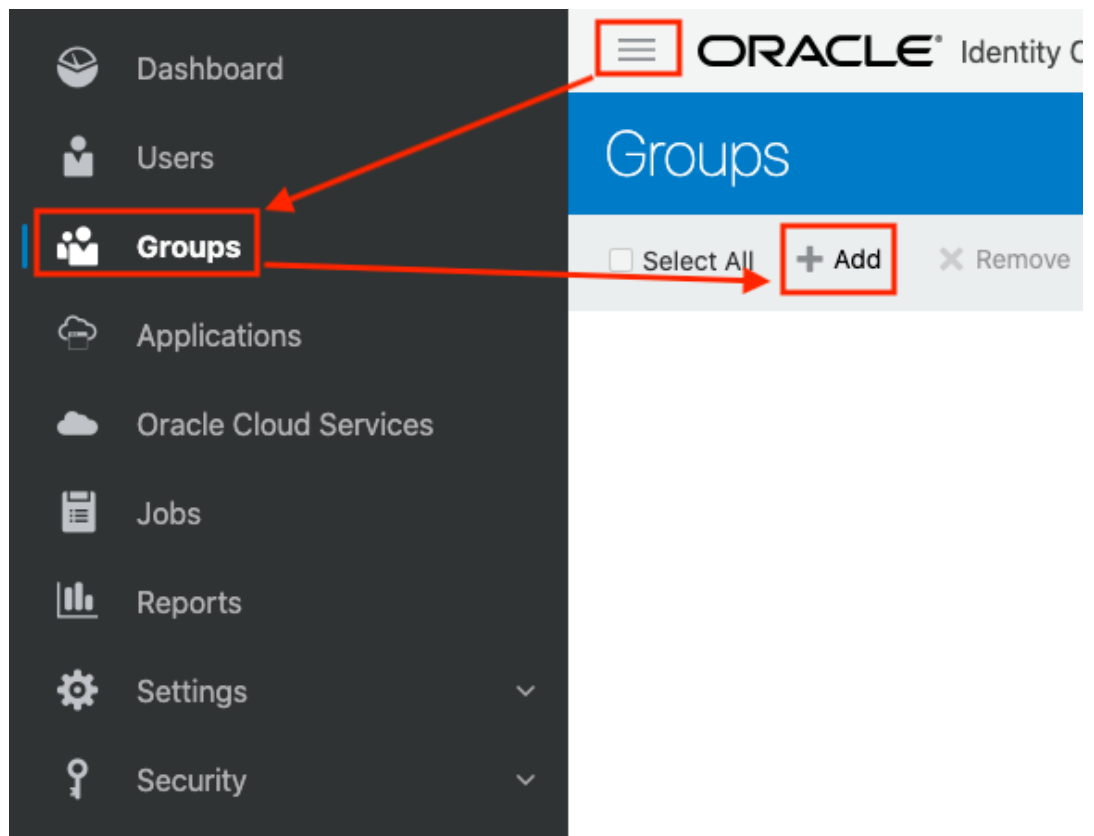 Dashboard
Users
Groups
Applications
Oracle Cloud Services
Jobs
Reports
Settings
Security
ORACLE Identity C
Groups
Select All + Add × Remove